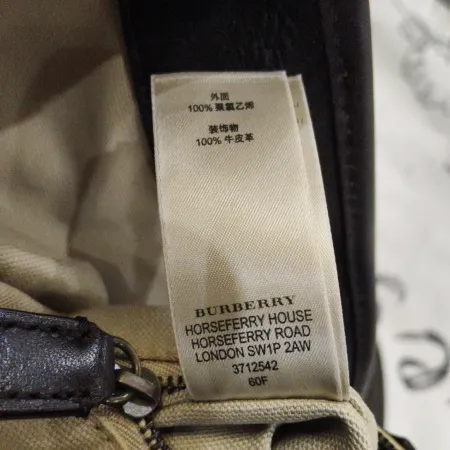 外面
100% 聚氯乙烯
装饰物
100% 牛皮革
BURBERRY
HORSEFERRY HOUSE
HORSEFERRY ROAD
LONDON SW1P 2AW
3712542
60F